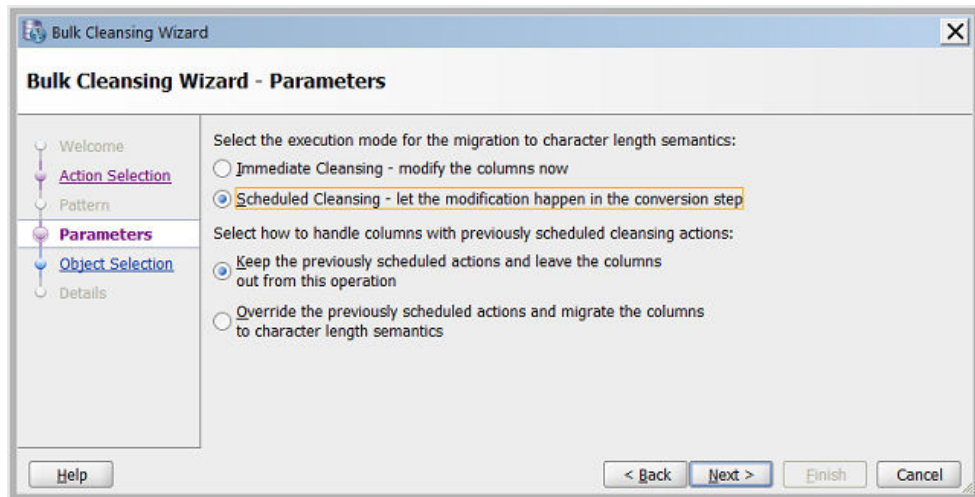 Bulk Cleansing Wizard
Bulk Cleansing Wizard - Parameters
Welcome
Action Selection
Pattern
Parameters
Object Selection
Details
Select the execution mode for the migration to character length semantics:
Immediate Cleansing - modify the columns now
Scheduled Cleansing - let the modification happen in the conversion step
Select how to handle columns with previously scheduled cleansing actions:
Keep the previously scheduled actions and leave the columns
out from this operation
Override the previously scheduled actions and migrate the columns
to character length semantics
Help
< Back
Next >
Finish
Cancel